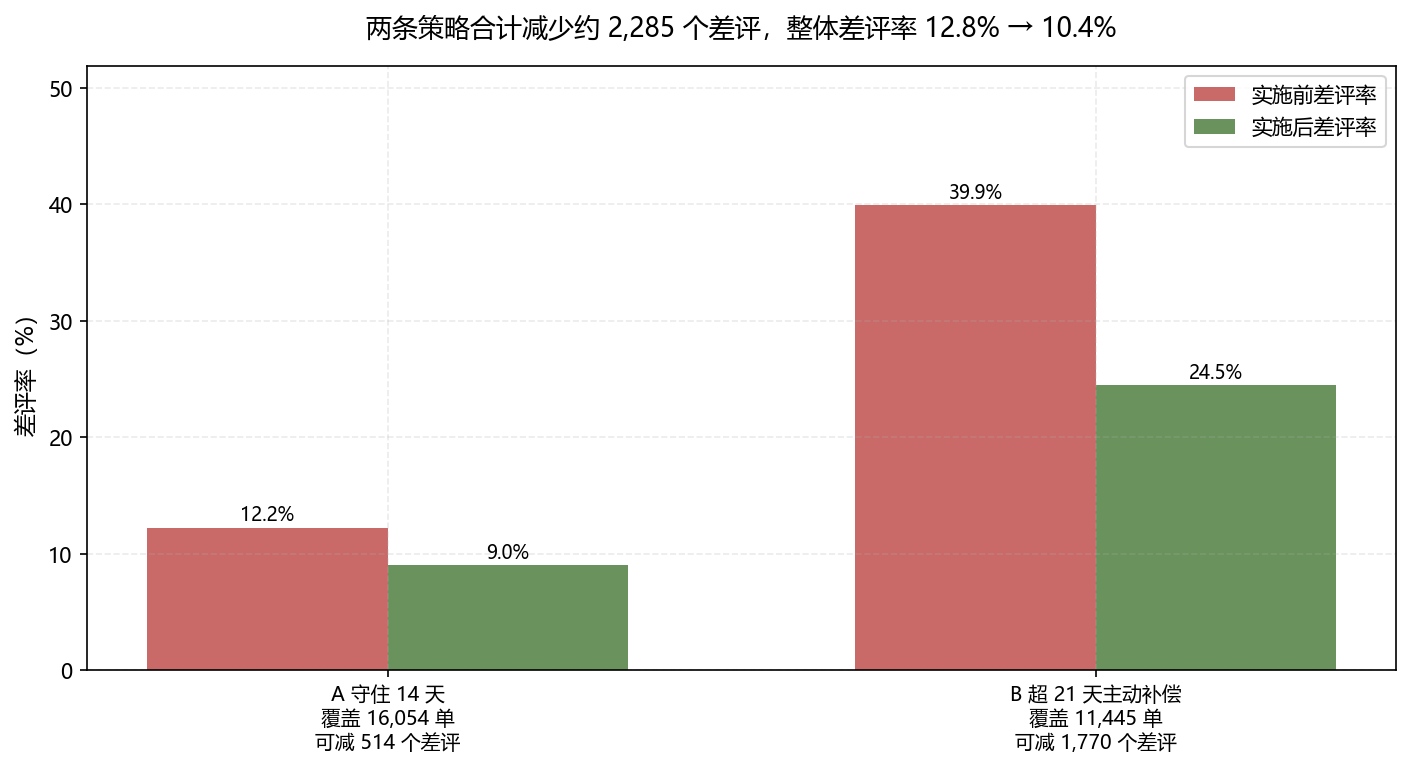 两条策略合计减少约 2,285 个差评，整体差评率 12.8% → 10.4%
实施前差评率
实施后差评率
差评率（%）
50
40
30
20
10
0
39.9%
24.5%
12.2%
9.0%
A 守住 14 天
覆盖 16,054 单
可减 514 个差评
B 超 21 天主动补偿
覆盖 11,445 单
可减 1,770 个差评